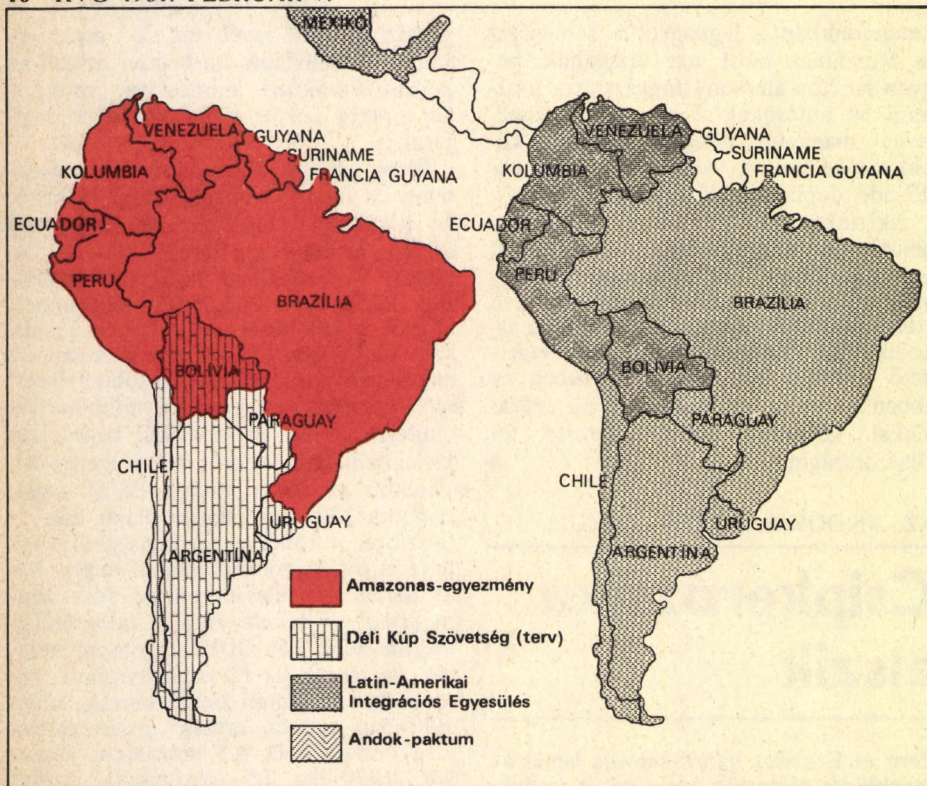 MEXIKÓ
VENEZUELA
GUYANA
SURINAME
FRANCIA GUYANA
KOLUMBIA
ECUADOR
PERU
BRAZÍLIA
BOLÍVIA
PARAGUAY
CHILE
URUGUAY
ARGENTÍNA
VENEZUELA
GUYANA
SURINAME
FRANCIA GUYANA
KOLUMBIA
ECUADOR
PERU
BRAZÍLIA
BOLÍVIA
PARAGUAY
CHILE
URUGUAY
ARGENTÍNA
Amazonas-egyezmény
Déli Kúp Szövetség (terv)
Latin-Amerikai
Integrációs Egyesülés
Andok-paktum